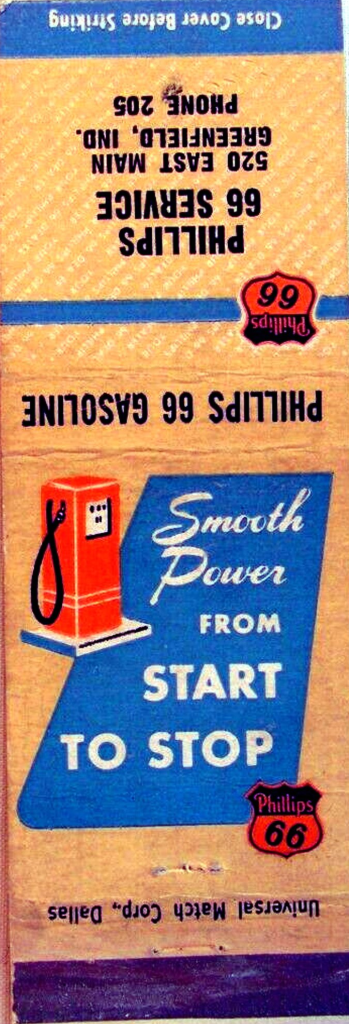 Close Cover Before Striking
PHONE 205
GREENFIELD, IND.
520 EAST MAIN
66 SERVICE
PHILLIPS
Phillips
66
PHILLIPS 66 GASOLINE
Smooth
Power
FROM
START
TO STOP
Phillips
66
Universal Match Corp., Dallas